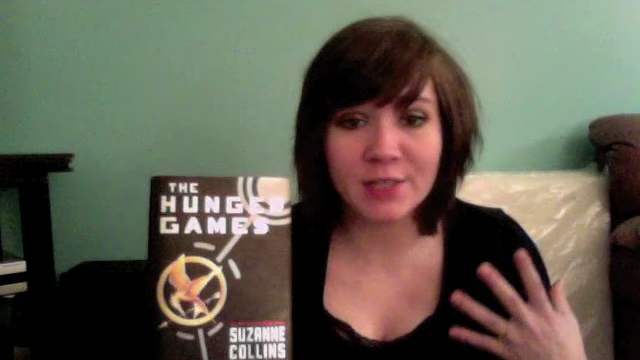 THE
HUNGER
GAMES
SUZANNE
COLLINS